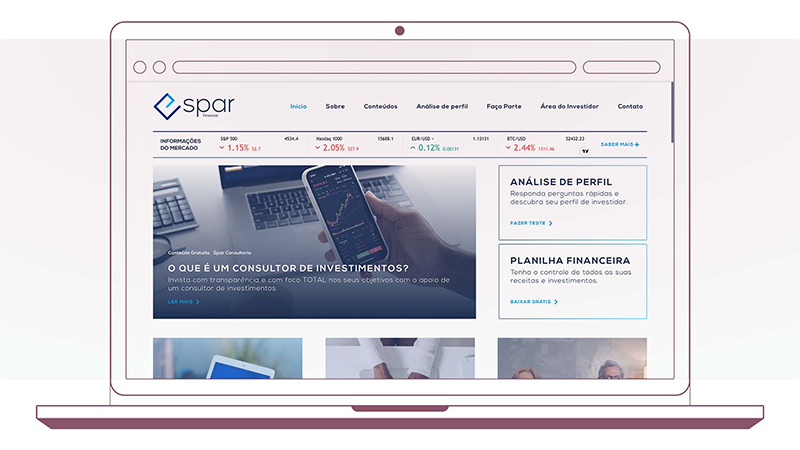 espar
Financial
Início Sobre Conteúdos Análise de perfil Faça Parte Área do Investidor Contato
INFORMAÇÕES DO MERCADO
S&P 500 4534.4
1.15% 52.7
Nasdaq 1000 15688.1
2.05% 327.9
EUR/USD • 1.13131
0.12% 0.00131
BTC/USD 52432.23
2.44% 1311.46
SABER MAIS +
Conteúdo Gratuito Spar Consultoria
O QUE É UM CONSULTOR DE INVESTIMENTOS?
Invista com transparência e com foco TOTAL nos seus objetivos com o apoio de
um consultor de investimentos.
LER MAIS
ANÁLISE DE PERFIL
Responda perguntas rápidas e
descubra seu perfil de investidor.
FAZER TESTE
PLANILHA FINANCEIRA
Tenha o controle de todos as suas
receitas e investimentos.
BAIXAR GRÁTIS